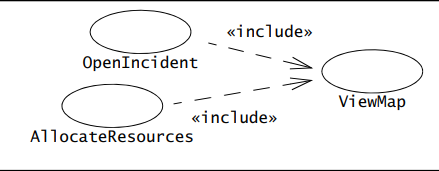 «include»
OpenIncident
ViewMap
«include»
AllocateResources